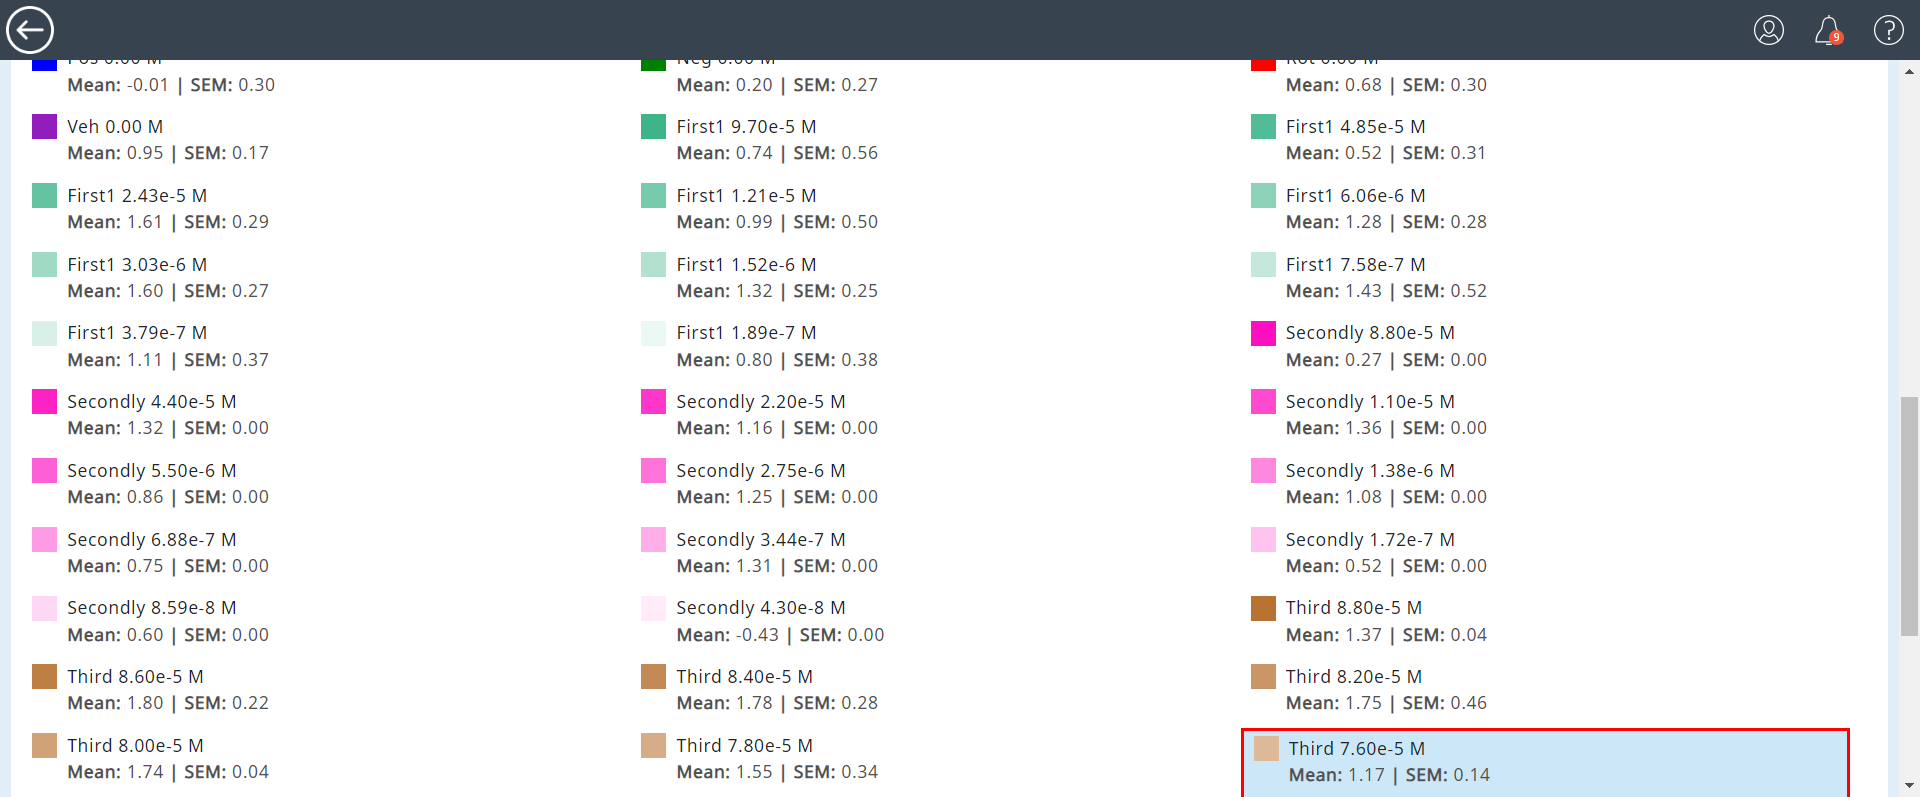 9
?
Pos 0.00 M
Mean: -0.01 | SEM: 0.30
Neg 0.00 M
Mean: 0.20 | SEM: 0.27
Rot 0.00 M
Mean: 0.68 | SEM: 0.30
Veh 0.00 M
Mean: 0.95 | SEM: 0.17
First1 9.70e-5 M
Mean: 0.74 | SEM: 0.56
First1 4.85e-5 M
Mean: 0.52 | SEM: 0.31
First1 2.43e-5 M
Mean: 1.61 | SEM: 0.29
First1 1.21e-5 M
Mean: 0.99 | SEM: 0.50
First1 6.06e-6 M
Mean: 1.28 | SEM: 0.28
First1 3.03e-6 M
Mean: 1.60 | SEM: 0.27
First1 1.52e-6 M
Mean: 1.32 | SEM: 0.25
First1 7.58e-7 M
Mean: 1.43 | SEM: 0.52
First1 3.79e-7 M
Mean: 1.11 | SEM: 0.37
First1 1.89e-7 M
Mean: 0.80 | SEM: 0.38
Secondly 8.80e-5 M
Mean: 0.27 | SEM: 0.00
Secondly 4.40e-5 M
Mean: 1.32 | SEM: 0.00
Secondly 2.20e-5 M
Mean: 1.16 | SEM: 0.00
Secondly 1.10e-5 M
Mean: 1.36 | SEM: 0.00
Secondly 5.50e-6 M
Mean: 0.86 | SEM: 0.00
Secondly 2.75e-6 M
Mean: 1.25 | SEM: 0.00
Secondly 1.38e-6 M
Mean: 1.08 | SEM: 0.00
Secondly 6.88e-7 M
Mean: 0.75 | SEM: 0.00
Secondly 3.44e-7 M
Mean: 1.31 | SEM: 0.00
Secondly 1.72e-7 M
Mean: 0.52 | SEM: 0.00
Secondly 8.59e-8 M
Mean: 0.60 | SEM: 0.00
Secondly 4.30e-8 M
Mean: -0.43 | SEM: 0.00
Third 8.80e-5 M
Mean: 1.37 | SEM: 0.04
Third 8.60e-5 M
Mean: 1.80 | SEM: 0.22
Third 8.40e-5 M
Mean: 1.78 | SEM: 0.28
Third 8.20e-5 M
Mean: 1.75 | SEM: 0.46
Third 8.00e-5 M
Mean: 1.74 | SEM: 0.04
Third 7.80e-5 M
Mean: 1.55 | SEM: 0.34
Third 7.60e-5 M
Mean: 1.17 | SEM: 0.14